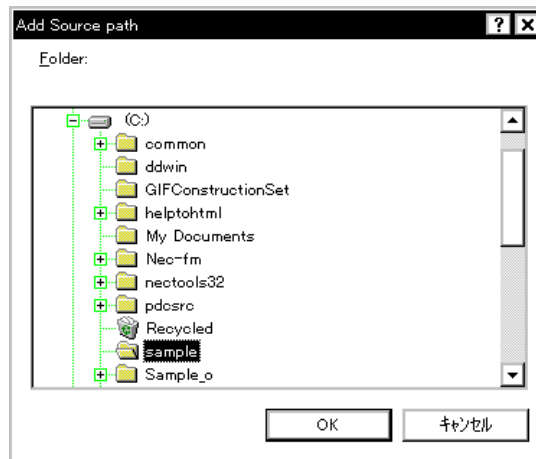 Add Source path
Folder:
(C:)
common
ddwin
GIFConstructionSet
helptohtml
My Documents
Nec-fm
nectools32
pdcsrc
Recycled
sample
Sample_o
OK
キャンセル